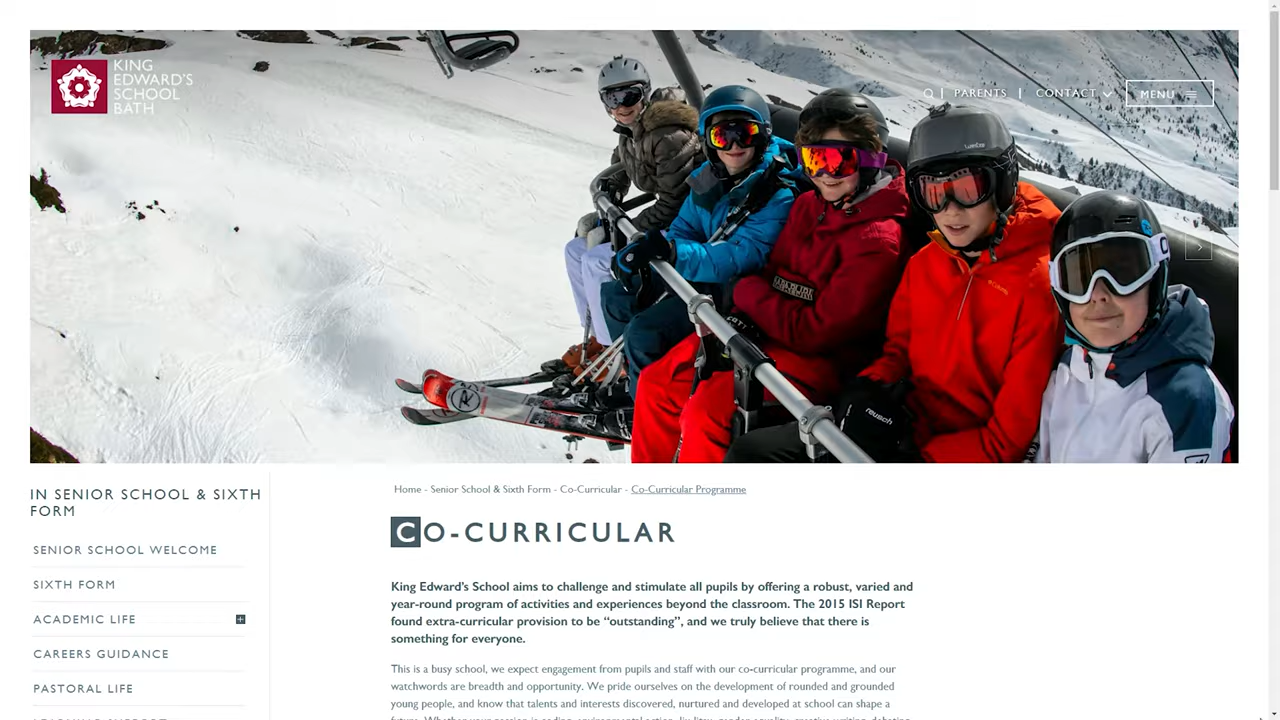 KING
EDWARD'S
SCHOOL
BATH
PARENTS
CONTACT
MENU
reusch
IN SENIOR SCHOOL & SIXTH
FORM
SENIOR SCHOOL WELCOME
SIXTH FORM
ACADEMIC LIFE
CAREERS GUIDANCE
PASTORAL LIFE
Home - Senior School & Sixth Form - Co-Curricular - Co-Curricular Programme
CO-CURRICULAR
King Edward's School aims to challenge and stimulate all pupils by offering a robust, varied and
year-round program of activities and experiences beyond the classroom. The 2015 ISI Report
found extra-curricular provision to be “outstanding”, and we truly believe that there is
something for everyone.
This is a busy school, we expect engagement from pupils and staff with our co-curricular programme, and our
watchwords are breadth and opportunity. We pride ourselves on the development of rounded and grounded
young people, and know that talents and interests discovered, nurtured and developed at school can shape a